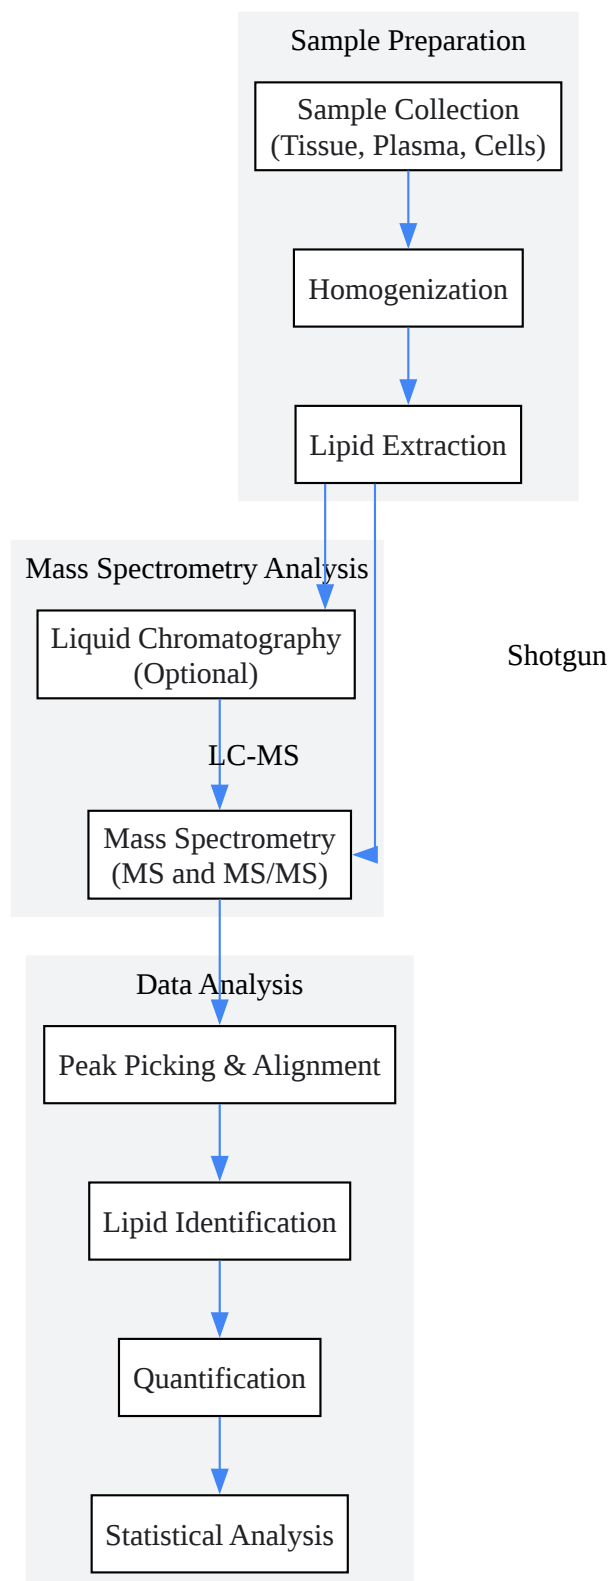 Sample Preparation
Sample Collection
(Tissue, Plasma, Cells)
Homogenization
Lipid Extraction
Mass Spectrometry Analysis
Liquid Chromatography
(Optional)
Shotgun
LC-MS
Mass Spectrometry
(MS and MS/MS)
Data Analysis
Peak Picking & Alignment
Lipid Identification
Quantification
Statistical Analysis